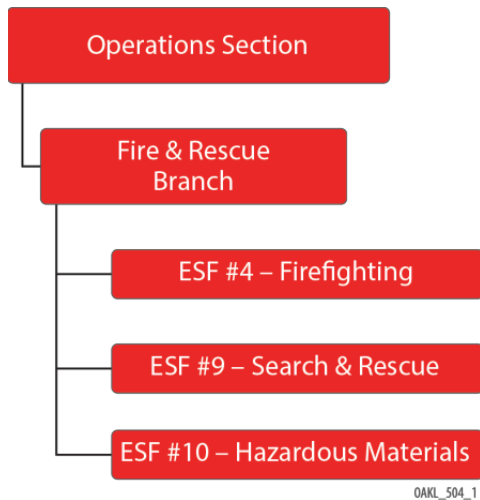 Operations Section
Fire & Rescue
Branch
ESF #4 – Firefighting
ESF #9 – Search & Rescue
ESF #10 – Hazardous Materials
OAKL_504_1